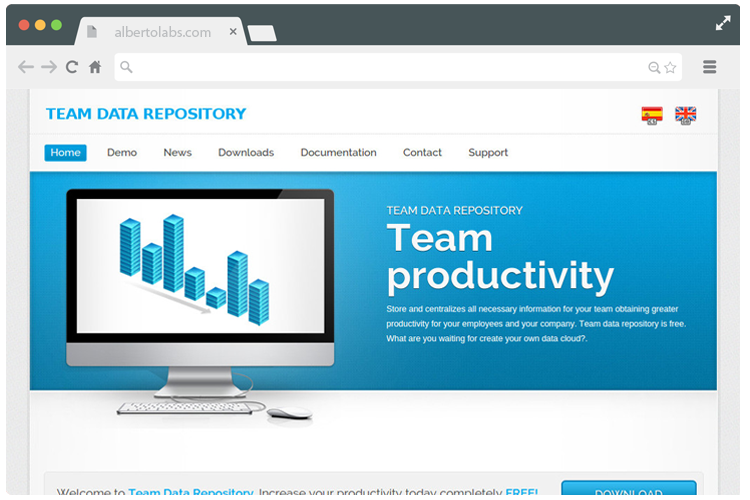 albertolabs.com
TEAM DATA REPOSITORY
Home Demo News Downloads Documentation Contact Support
TEAM DATA REPOSITORY
Team
productivity
Store and centralizes all necessary information for your team obtaining greater
productivity for your employees and your company. Team data repository is free.
What are you waiting for create your own data cloud?.
Welcome to Team Data Repository. Increase your productivity today completely FREE!
DOWNLOAD